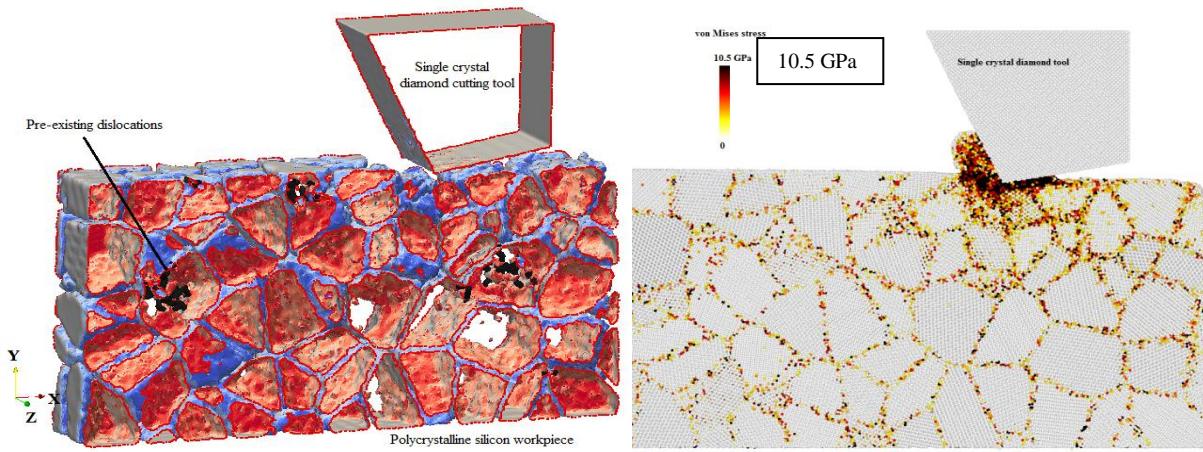 Single crystal
diamond cutting tool
Pre-existing dislocations
Y
X
Z
Polycrystalline silicon workpiece
von Mises stress
10.5 GPa
0
10.5 GPa
Single crystal diamond tool